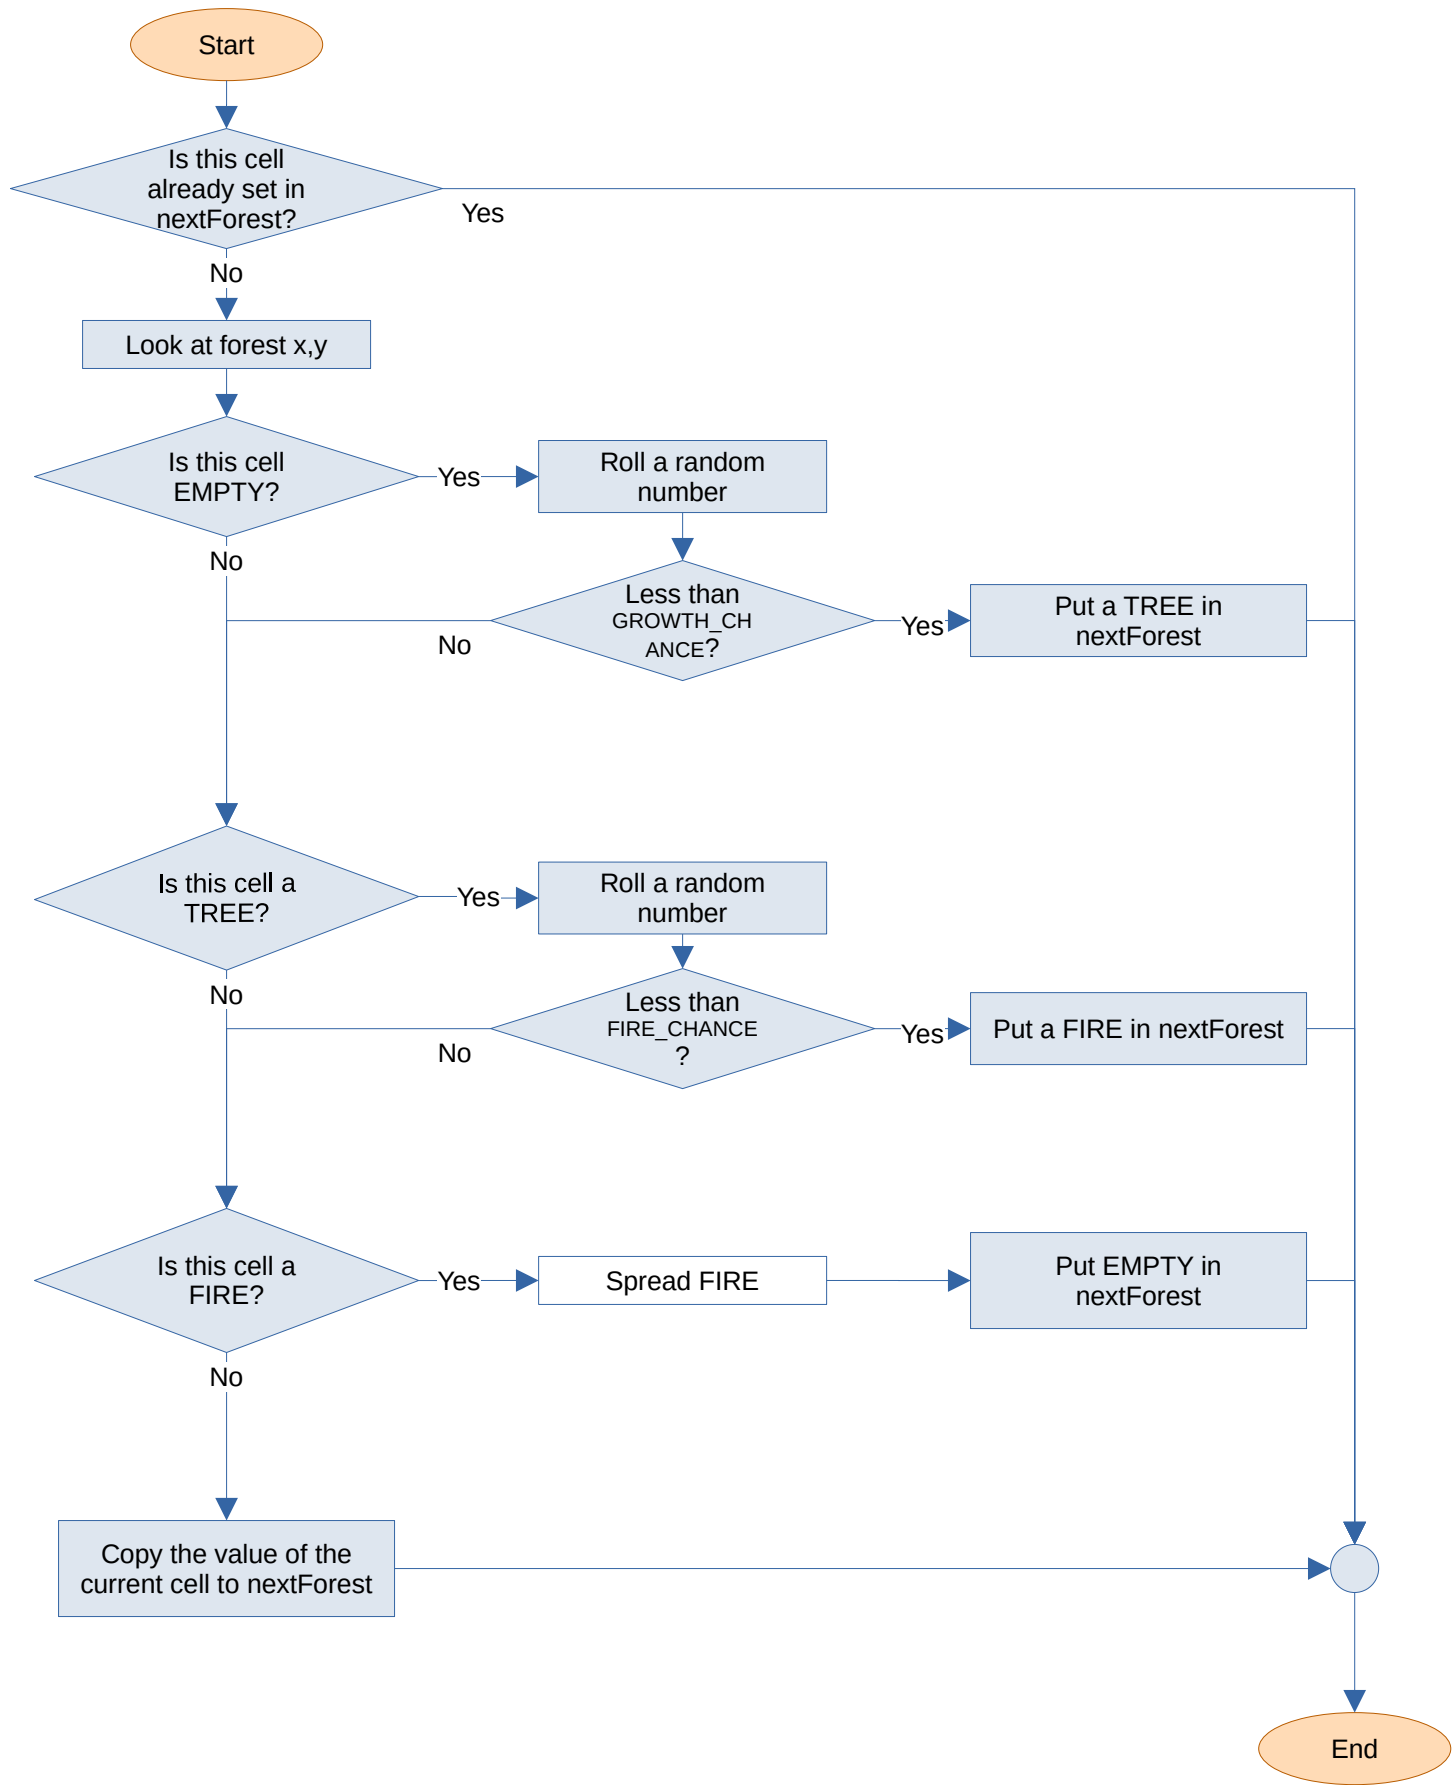 Start
Is this cell
already set in
nextForest?
Yes
No
Look at forest x,y
Is this cell
EMPTY?
Yes
Roll a random
number
No
Less than
GROWTH_CH
ANCE?
Yes
Put a TREE in
nextForest
No
Is this cell a
TREE?
Yes
Roll a random
number
No
Less than
FIRE_CHANCE
?
Yes
Put a FIRE in nextForest
No
Is this cell a
FIRE?
Yes
Spread FIRE
Put EMPTY in
nextForest
No
Copy the value of the
current cell to nextForest
End